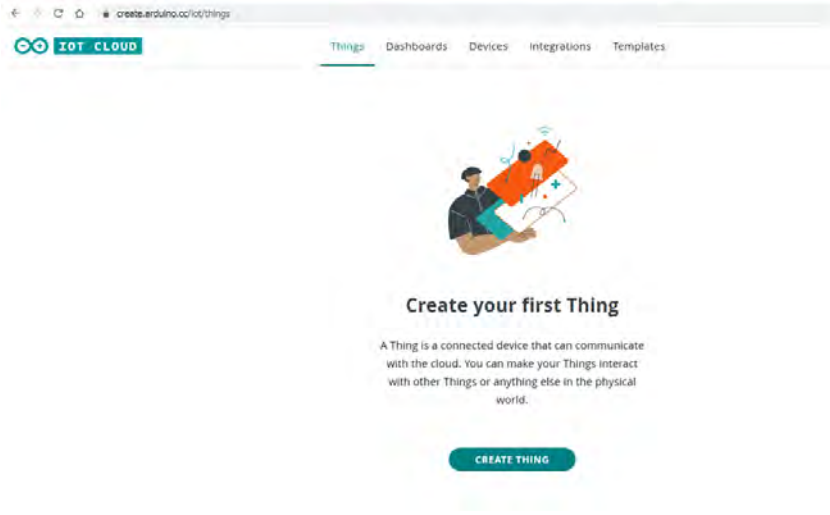 create.arduino.cc/iot/things
IOT CLOUD
Things Dashboards Devices Integrations Templates
Create your first Thing
A Thing is a connected device that can communicate
with the cloud. You can make your Things interact
with other Things or anything else in the physical
world.
CREATE THING